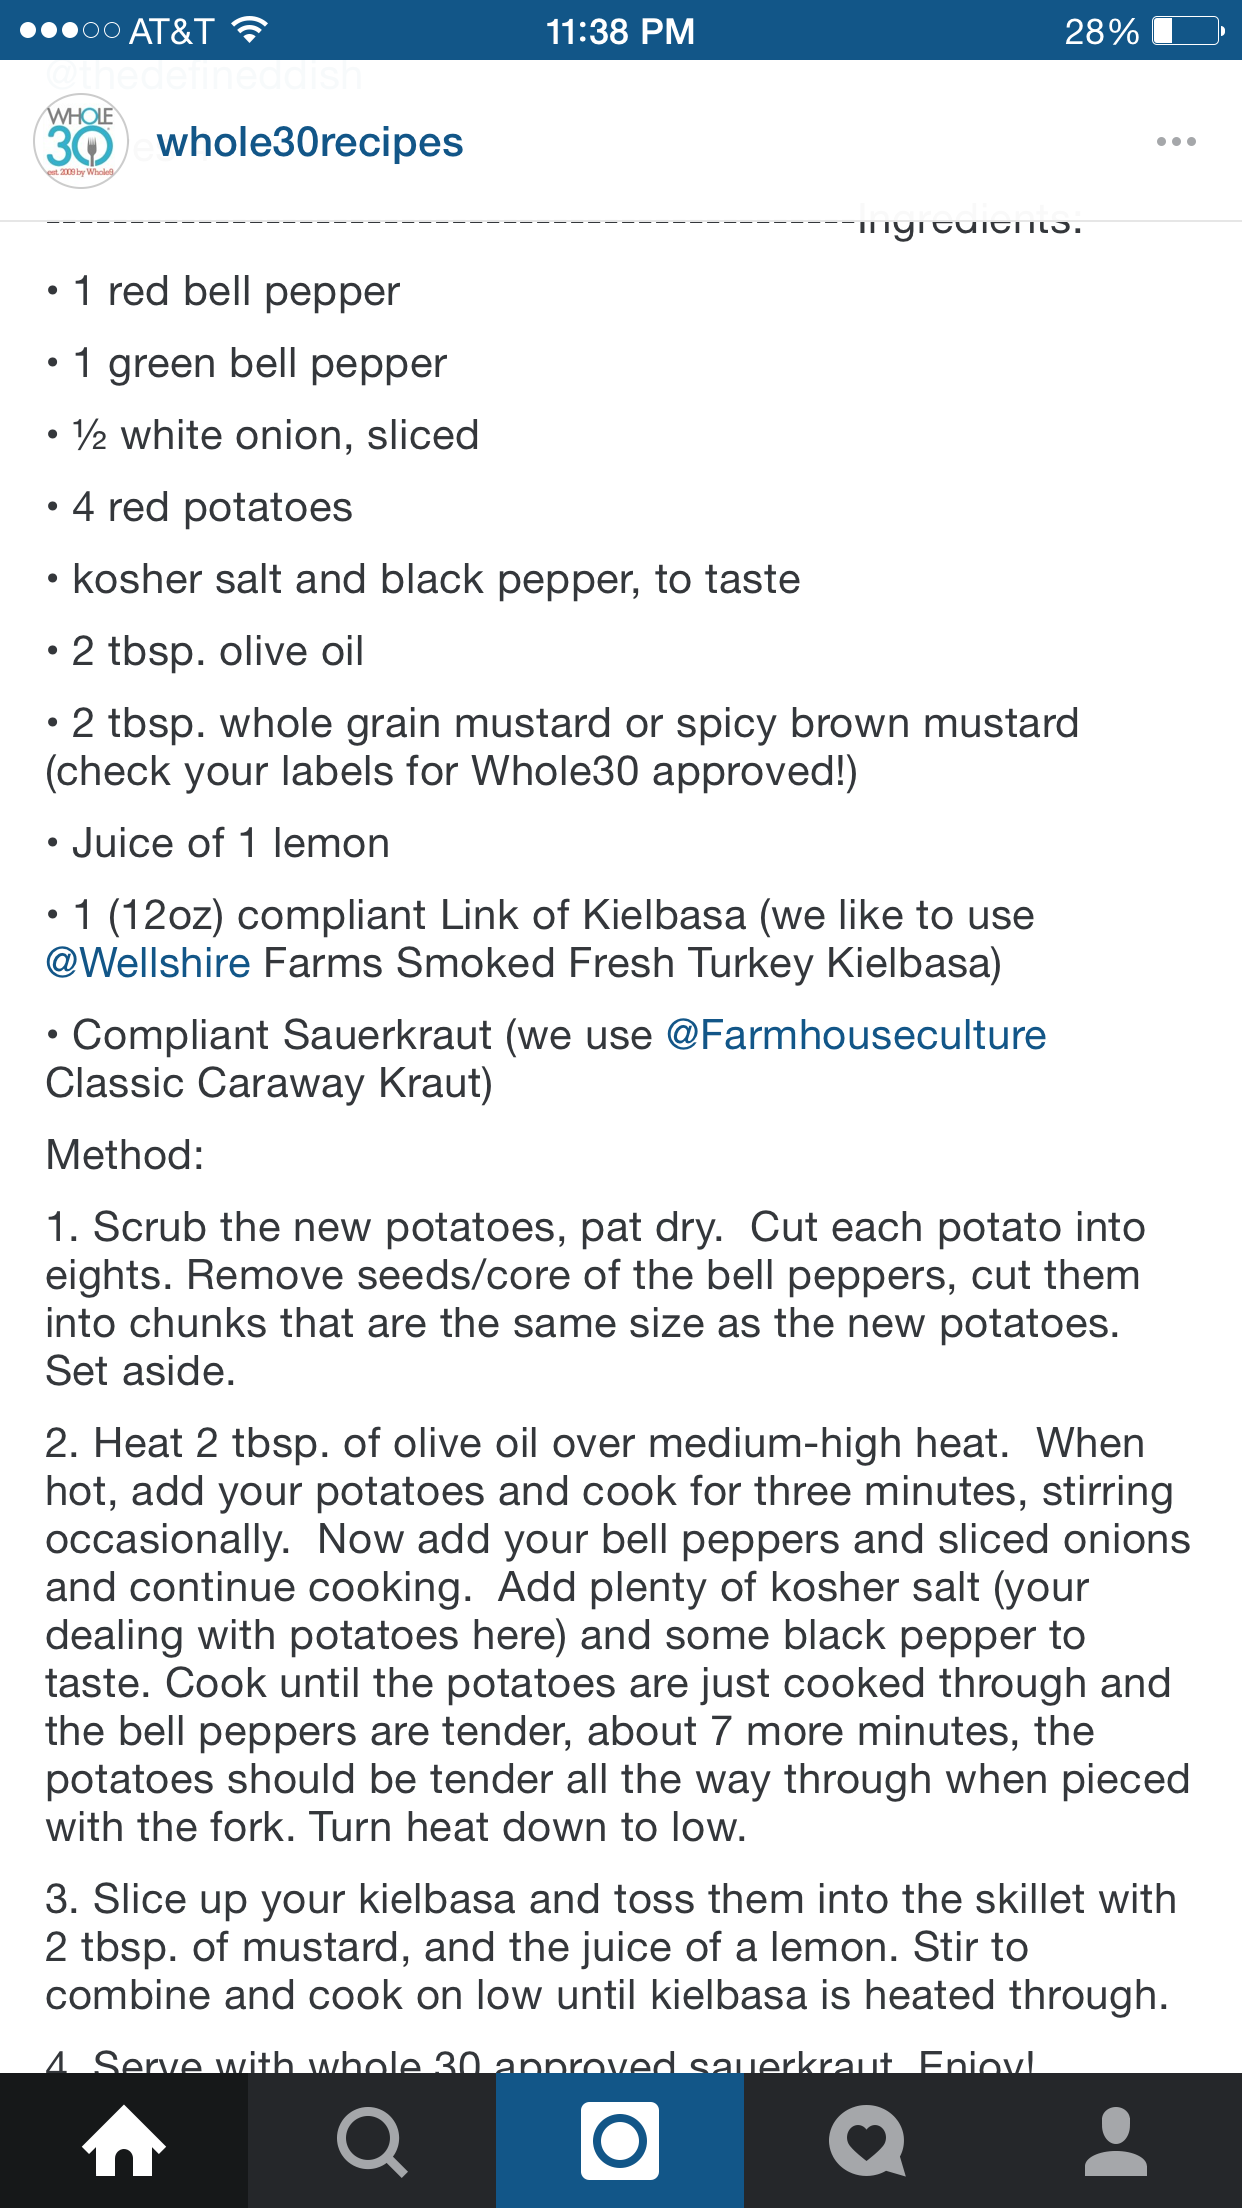 AT&T 11:38 PM 28%
@thedefineddish
WHOLE
30
est. 2009 by Whole9
whole30recipes
---------------------------------------Ingredients:
• 1 red bell pepper
• 1 green bell pepper
• ½ white onion, sliced
• 4 red potatoes
• kosher salt and black pepper, to taste
• 2 tbsp. olive oil
• 2 tbsp. whole grain mustard or spicy brown mustard
(check your labels for Whole30 approved!)
• Juice of 1 lemon
• 1 (12oz) compliant Link of Kielbasa (we like to use
@Wellshire Farms Smoked Fresh Turkey Kielbasa)
• Compliant Sauerkraut (we use @Farmhouseculture
Classic Caraway Kraut)
Method:
1. Scrub the new potatoes, pat dry.  Cut each potato into
eights. Remove seeds/core of the bell peppers, cut them
into chunks that are the same size as the new potatoes.
Set aside.
2. Heat 2 tbsp. of olive oil over medium-high heat.  When
hot, add your potatoes and cook for three minutes, stirring
occasionally.  Now add your bell peppers and sliced onions
and continue cooking.  Add plenty of kosher salt (your
dealing with potatoes here) and some black pepper to
taste. Cook until the potatoes are just cooked through and
the bell peppers are tender, about 7 more minutes, the
potatoes should be tender all the way through when pieced
with the fork. Turn heat down to low.
3. Slice up your kielbasa and toss them into the skillet with
2 tbsp. of mustard, and the juice of a lemon. Stir to
combine and cook on low until kielbasa is heated through.
4. Serve with whole 30 approved sauerkraut. Enjoy!